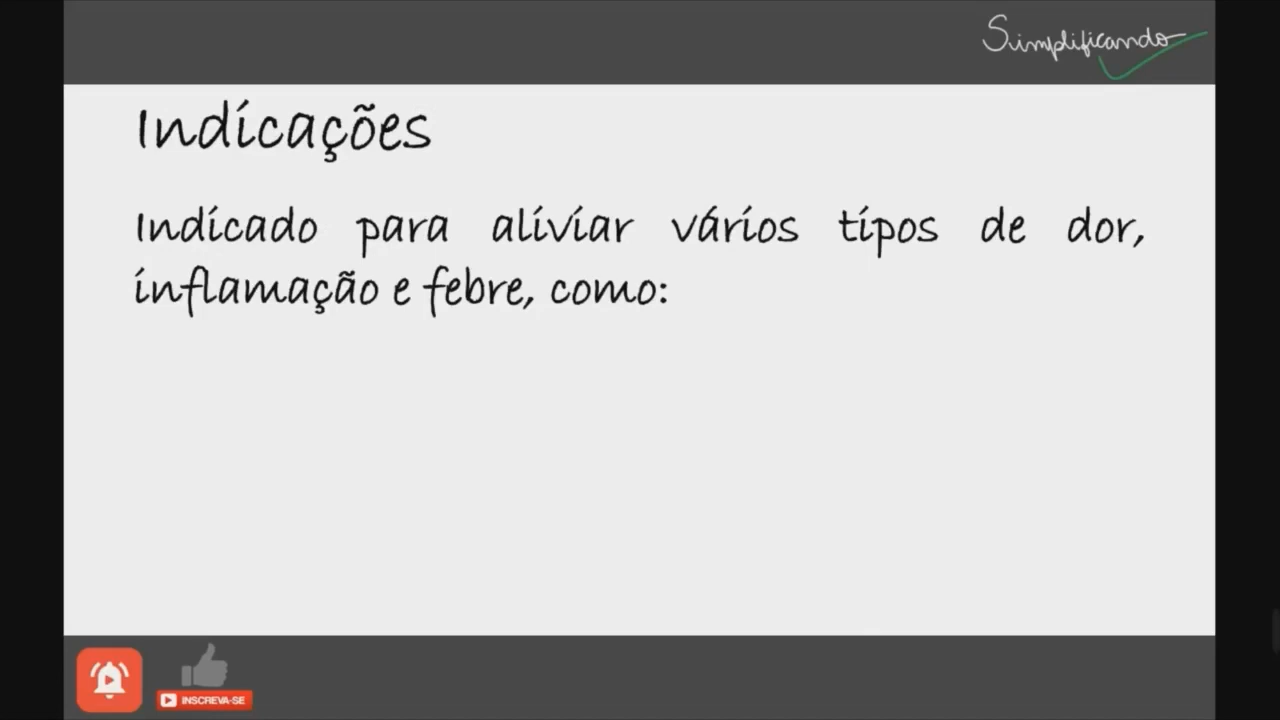 Simplificando
Indicações
Indicado para aliviar vários tipos de dor,
inflamação e febre, como:
INSCREVA-SE